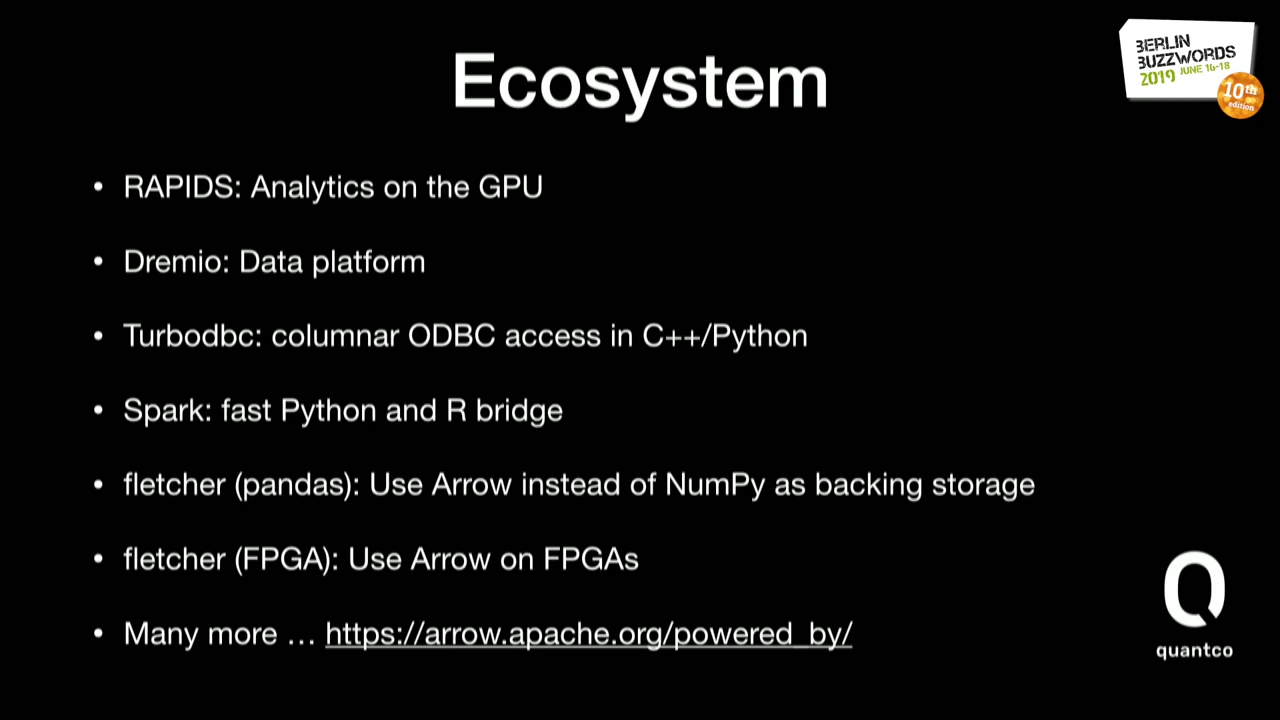 Ecosystem
BERLIN
BUZZWORDS
2019 JUNE 16-18
10th
edition
• RAPIDS: Analytics on the GPU
• Dremio: Data platform
• Turbodbc: columnar ODBC access in C++/Python
• Spark: fast Python and R bridge
• fletcher (pandas): Use Arrow instead of NumPy as backing storage
• fletcher (FPGA): Use Arrow on FPGAs
• Many more … https://arrow.apache.org/powered_by/
Q
quantco